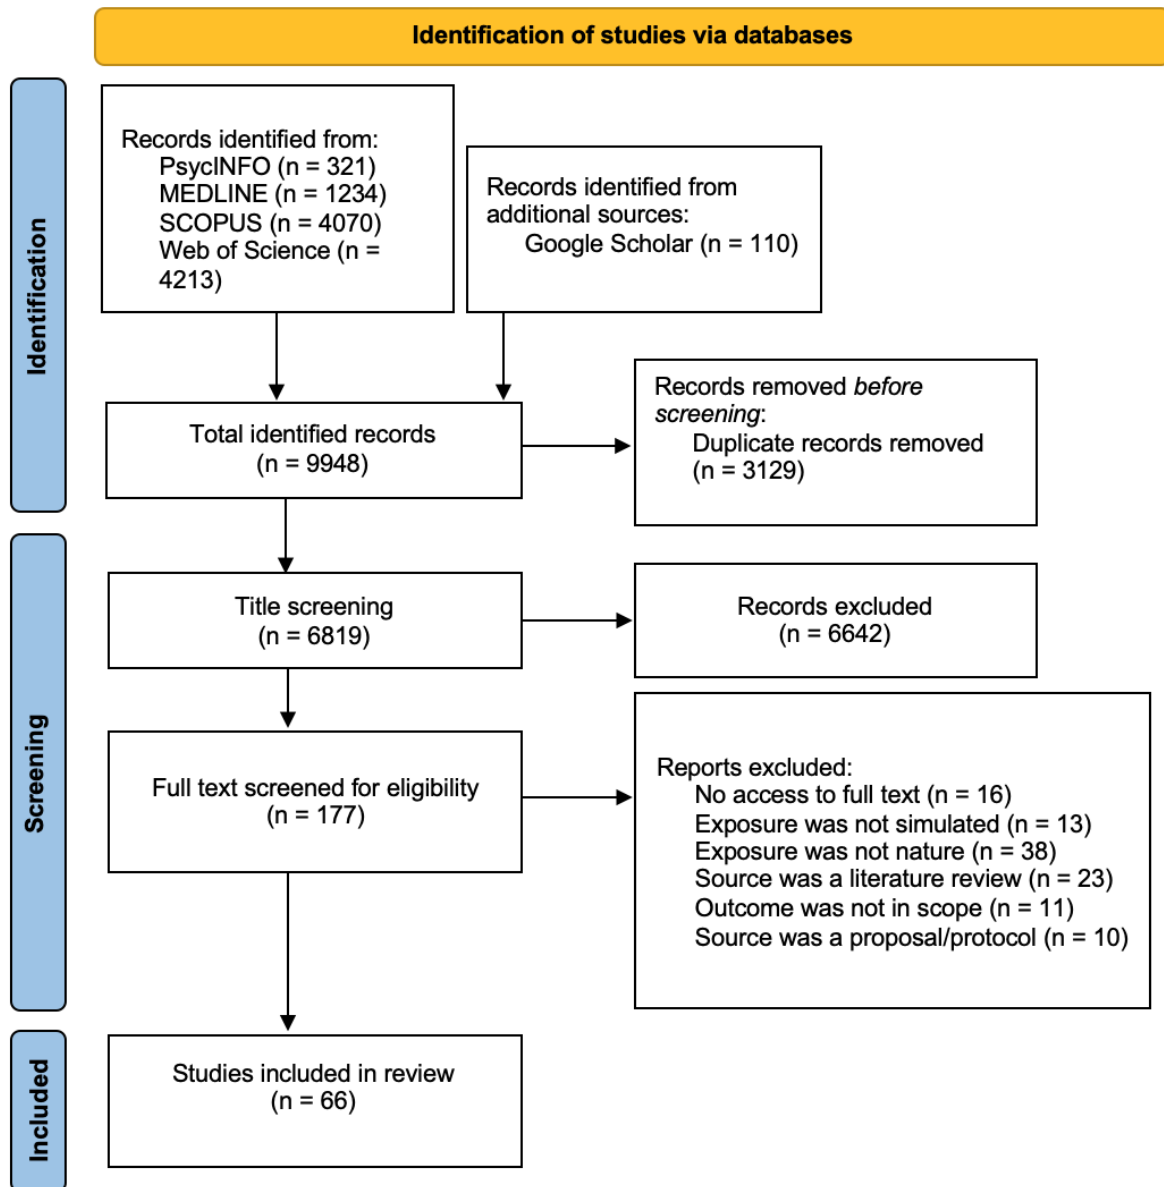 Identification of studies via databases
Identification
Records identified from:
PsycINFO (n = 321)
MEDLINE (n = 1234)
SCOPUS (n = 4070)
Web of Science (n =
4213)
Records identified from
additional sources:
Google Scholar (n = 110)
Total identified records
(n = 9948)
Records removed before
screening:
Duplicate records removed
(n = 3129)
Screening
Title screening
(n = 6819)
Records excluded
(n = 6642)
Full text screened for eligibility
(n = 177)
Reports excluded:
No access to full text (n = 16)
Exposure was not simulated (n = 13)
Exposure was not nature (n = 38)
Source was a literature review (n = 23)
Outcome was not in scope (n = 11)
Source was a proposal/protocol (n = 10)
Included
Studies included in review
(n = 66)